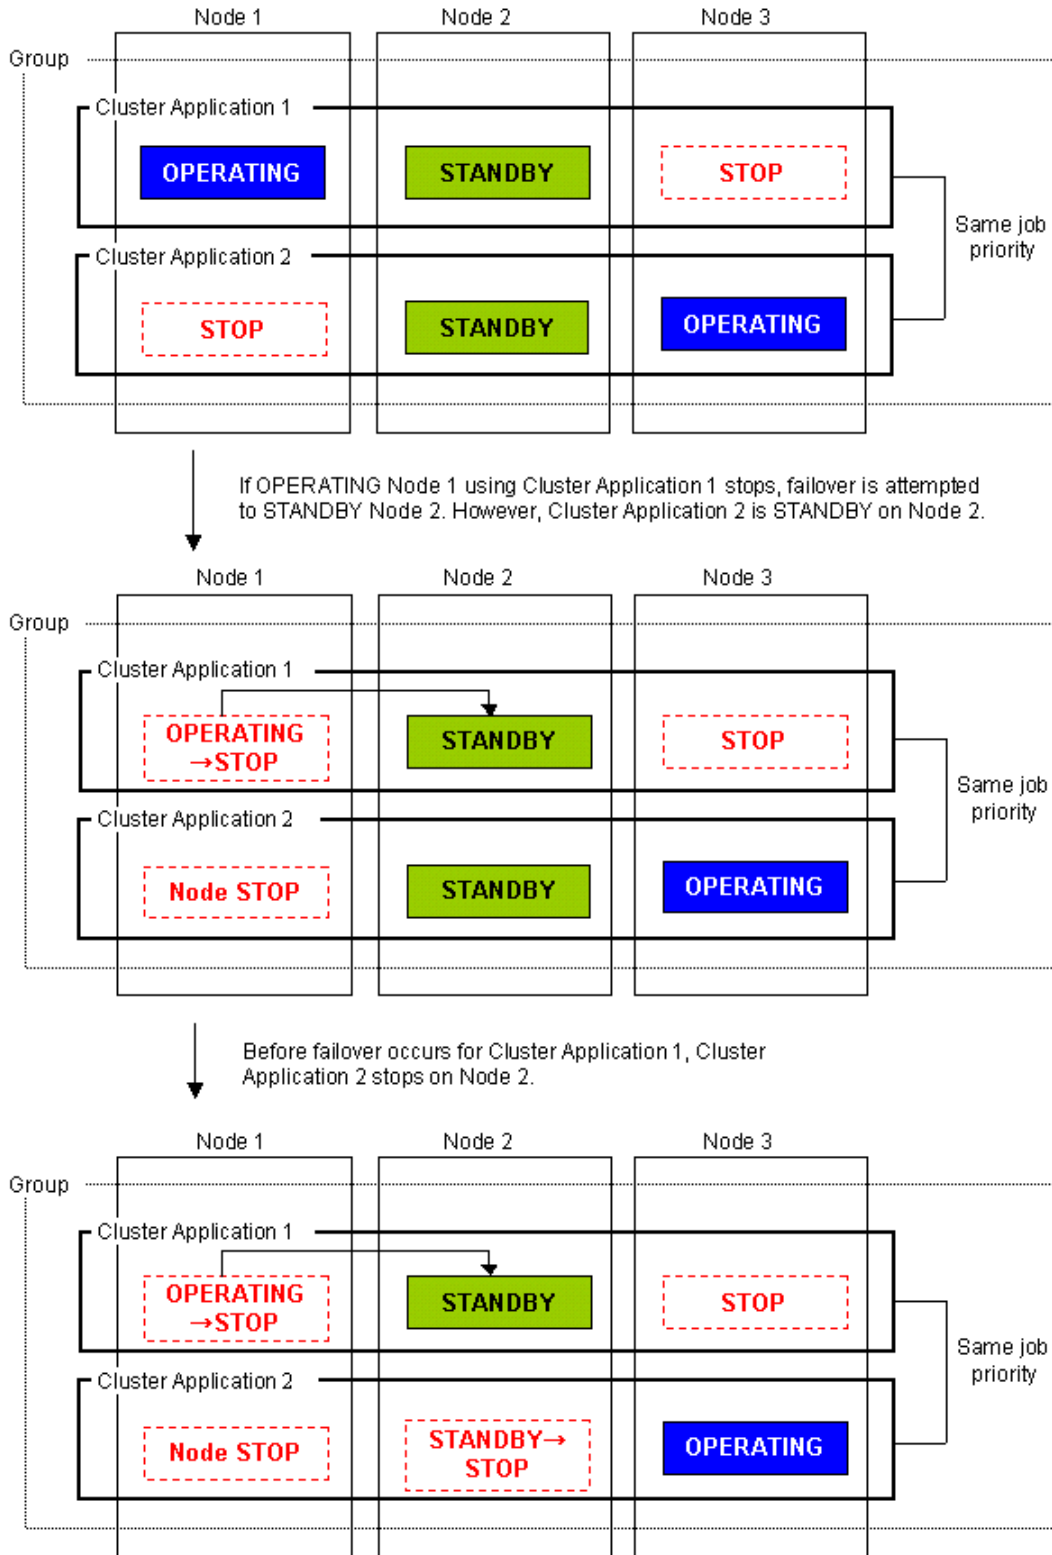 Node 1
Node 2
Node 3
Group
Cluster Application 1
OPERATING
STANDBY
STOP
Same job
priority
Cluster Application 2
STOP
STANDBY
OPERATING
If OPERATING Node 1 using Cluster Application 1 stops, failover is attempted
to STANDBY Node 2. However, Cluster Application 2 is STANDBY on Node 2.
Node 1
Node 2
Node 3
Group
Cluster Application 1
OPERATING
→STOP
STANDBY
STOP
Same job
priority
Cluster Application 2
Node STOP
STANDBY
OPERATING
Before failover occurs for Cluster Application 1, Cluster
Application 2 stops on Node 2.
Node 1
Node 2
Node 3
Group
Cluster Application 1
OPERATING
→STOP
STANDBY
STOP
Same job
priority
Cluster Application 2
Node STOP
STANDBY→
STOP
OPERATING